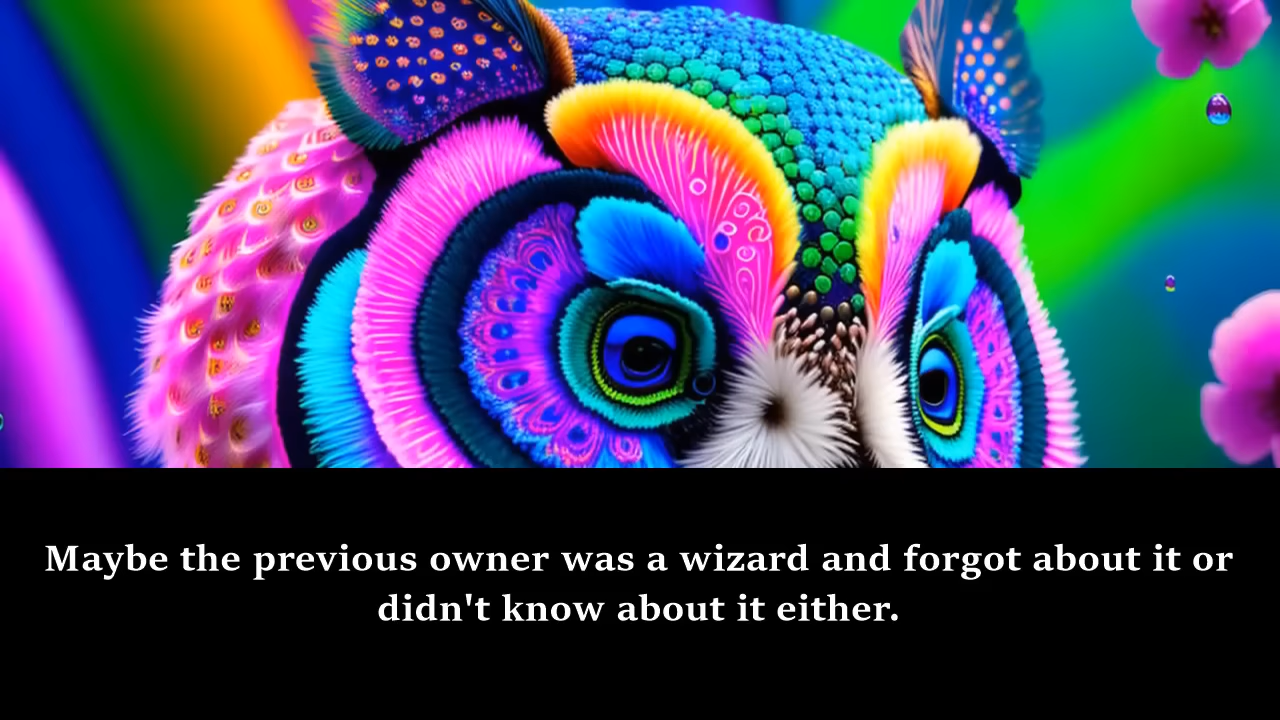 Maybe the previous owner was a wizard and forgot about it or
didn't know about it either.